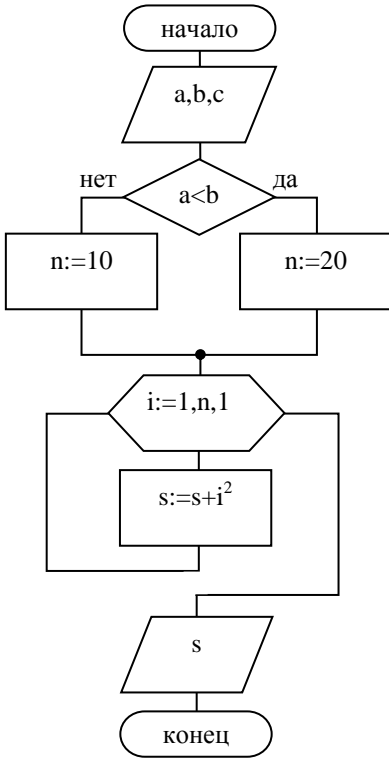 начало
a,b,c
нет
да
a<b
n:=10
n:=20
i:=1,n,1
s:=s+i²
s
конец